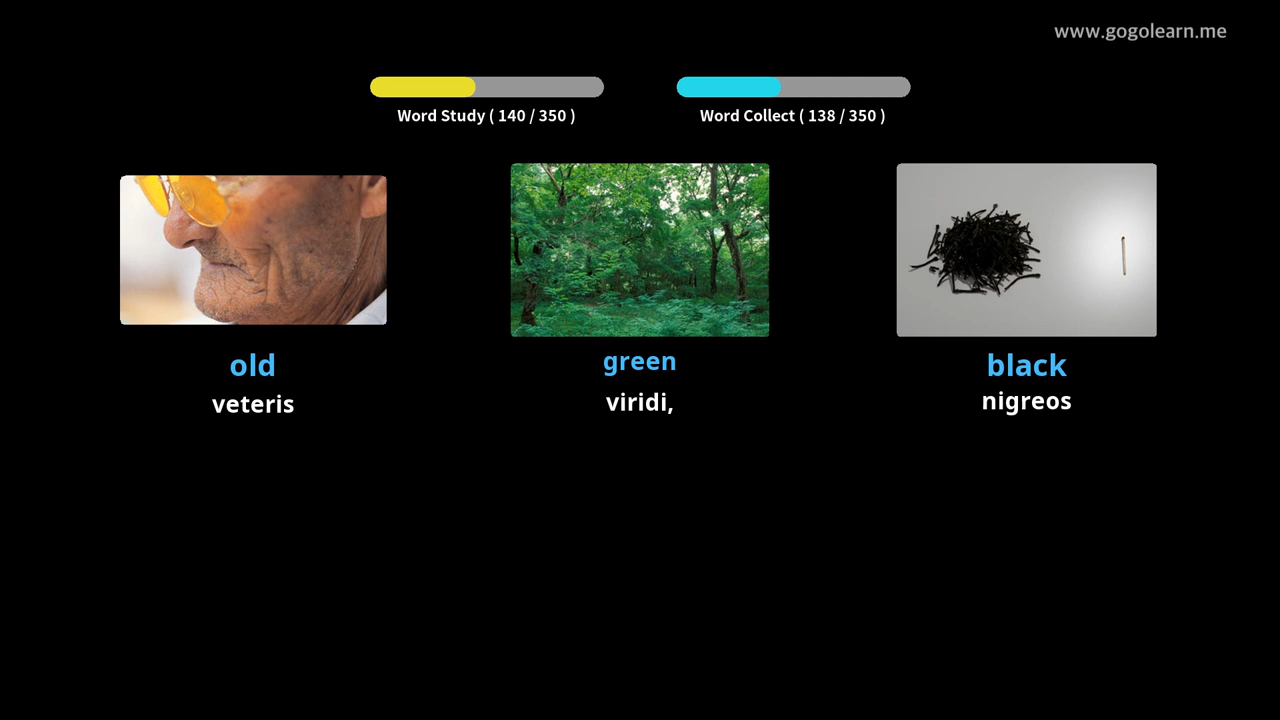 www.gogolearn.me
Word Study ( 140 / 350 )
Word Collect ( 138 / 350 )
old
green
black
veteris
viridi,
nigreos